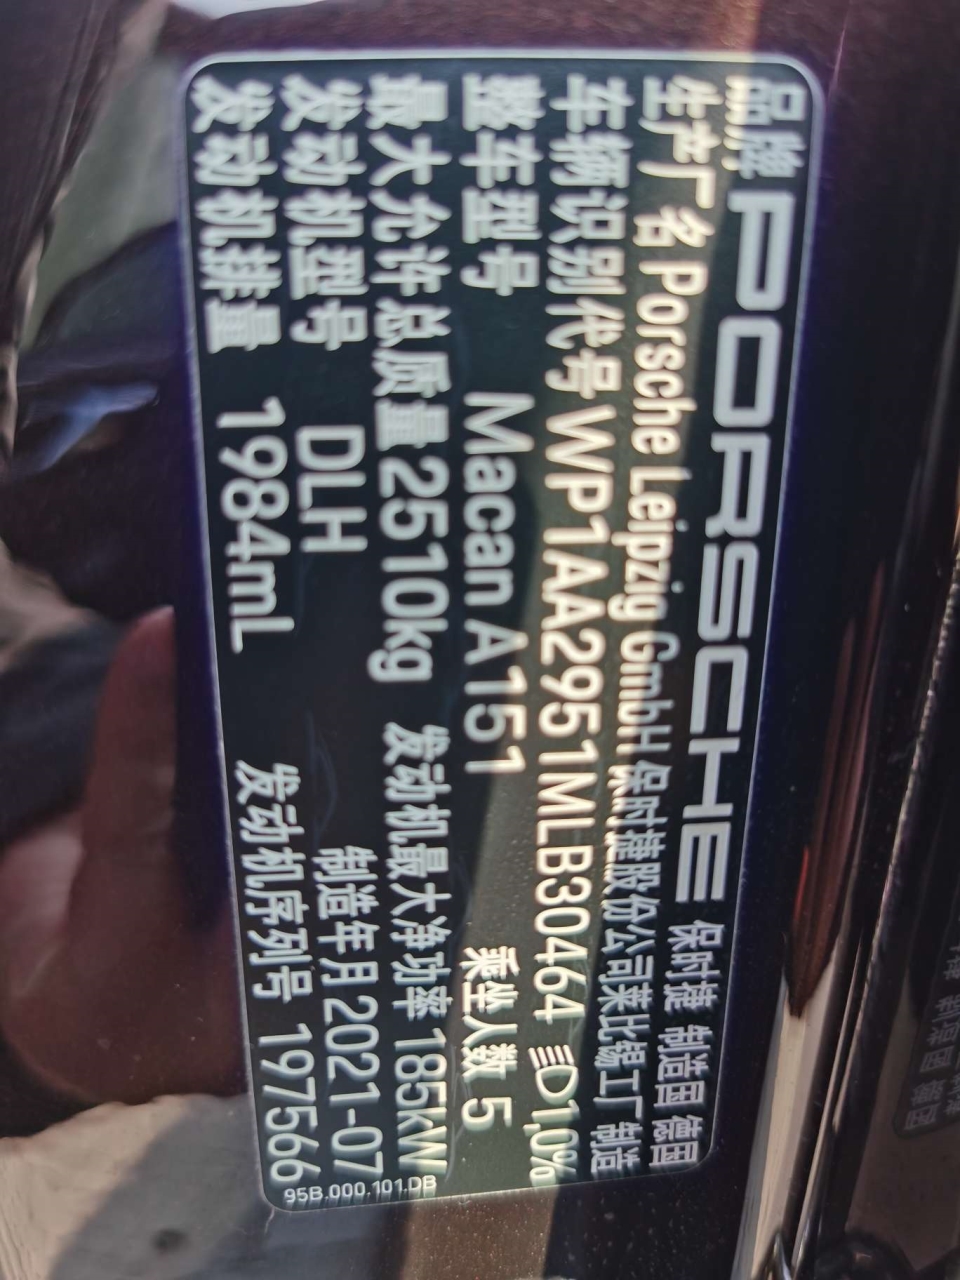 品牌 PORSCHE 保时捷 制造国 德国
生产厂名 Porsche Leipzig GmbH 保时捷股份公司莱比锡工厂制造
车辆识别代号 WP1AA2951MLB30464 1,0%
整车型号 Macan A151 乘坐人数 5
最大允许总质量 2510kg 发动机最大净功率 185kW
发动机型号 DLH 制造年月 2021-07
发动机排量 1984mL 发动机序列号 197566
95B.000.101.DB